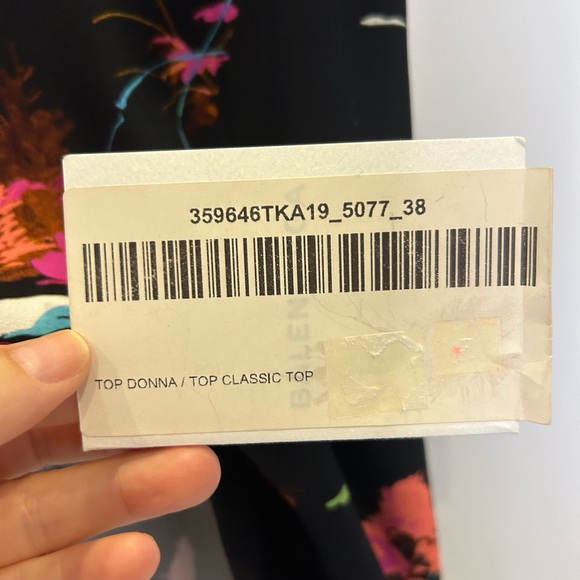 359646TKA19_5077_38
TOP DONNA / TOP CLASSIC TOP